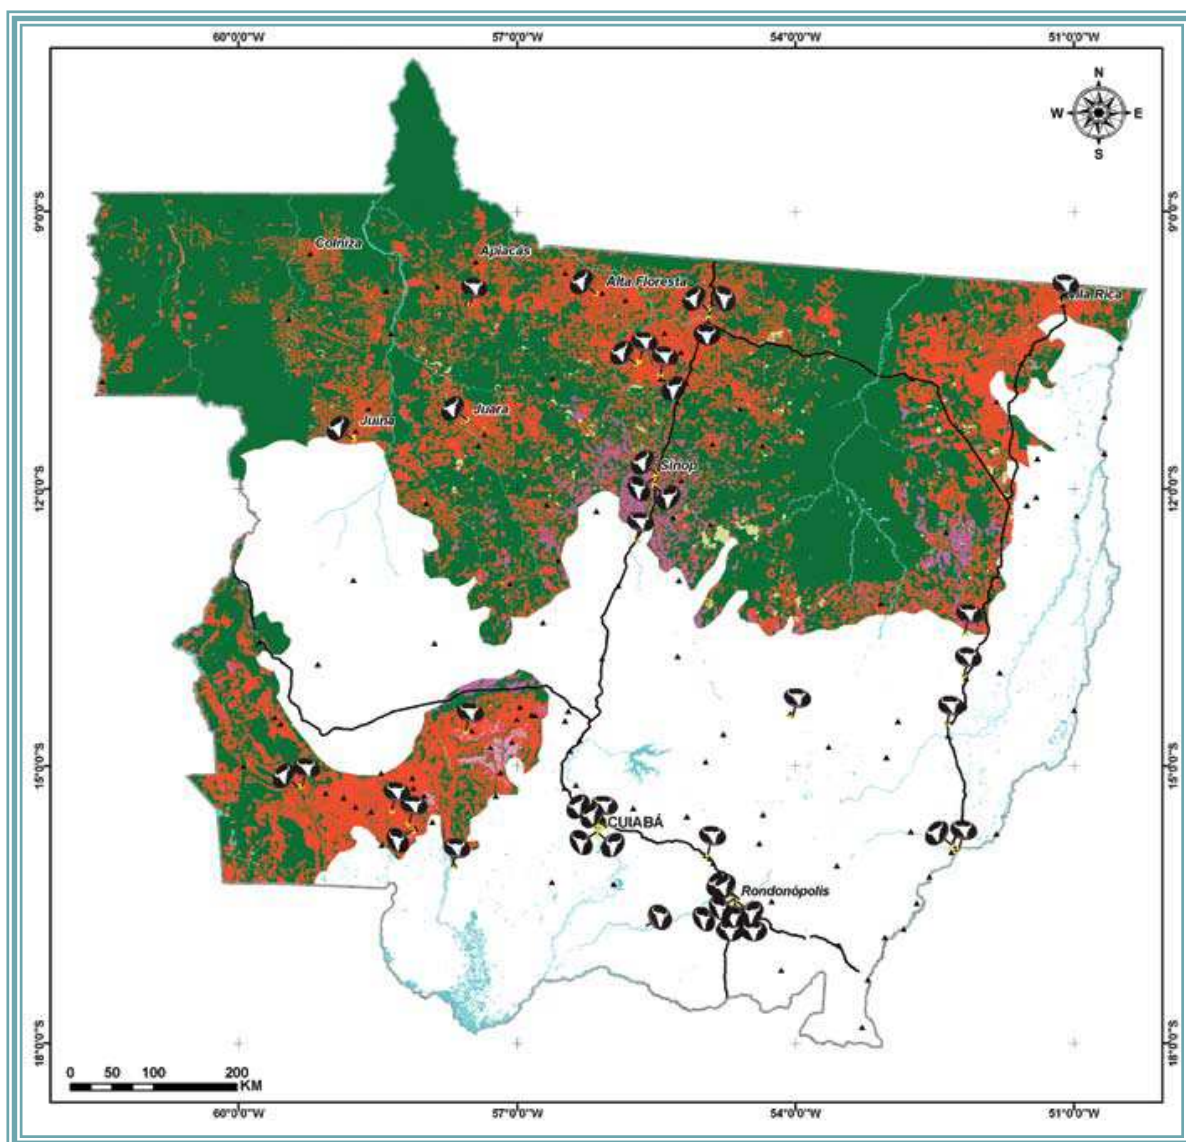 60°0'0"W 57°0'0"W 54°0'0"W 51°0'0"W
N
W E
S
9°0'0"S 9°0'0"S
Colniza
Apiacás
Alta Floresta
Vila Rica
Juara
Juína
Sinop
12°0'0"S 12°0'0"S
15°0'0"S 15°0'0"S
CUIABÁ
Rondonópolis
18°0'0"S 18°0'0"S
0 50 100 200
KM
60°0'0"W 57°0'0"W 54°0'0"W 51°0'0"W